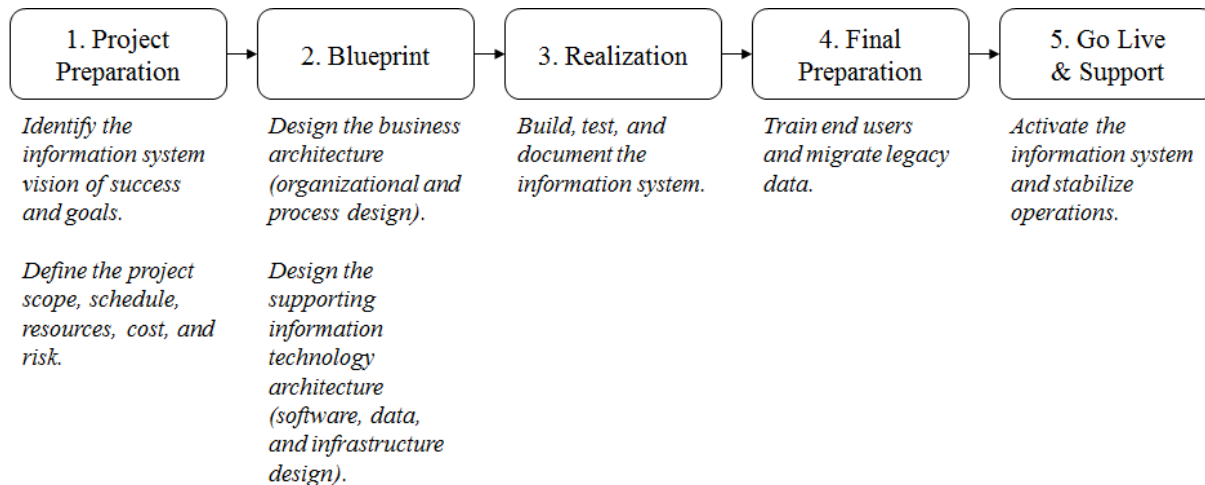 1. Project
Preparation
2. Blueprint
3. Realization
4. Final
Preparation
5. Go Live
& Support
Identify the
information system
vision of success
and goals.
Define the project
scope, schedule,
resources, cost, and
risk.
Design the business
architecture
(organizational and
process design).
Design the
supporting
information
technology
architecture
(software, data,
and infrastructure
design).
Build, test, and
document the
information system.
Train end users
and migrate legacy
data.
Activate the
information system
and stabilize
operations.